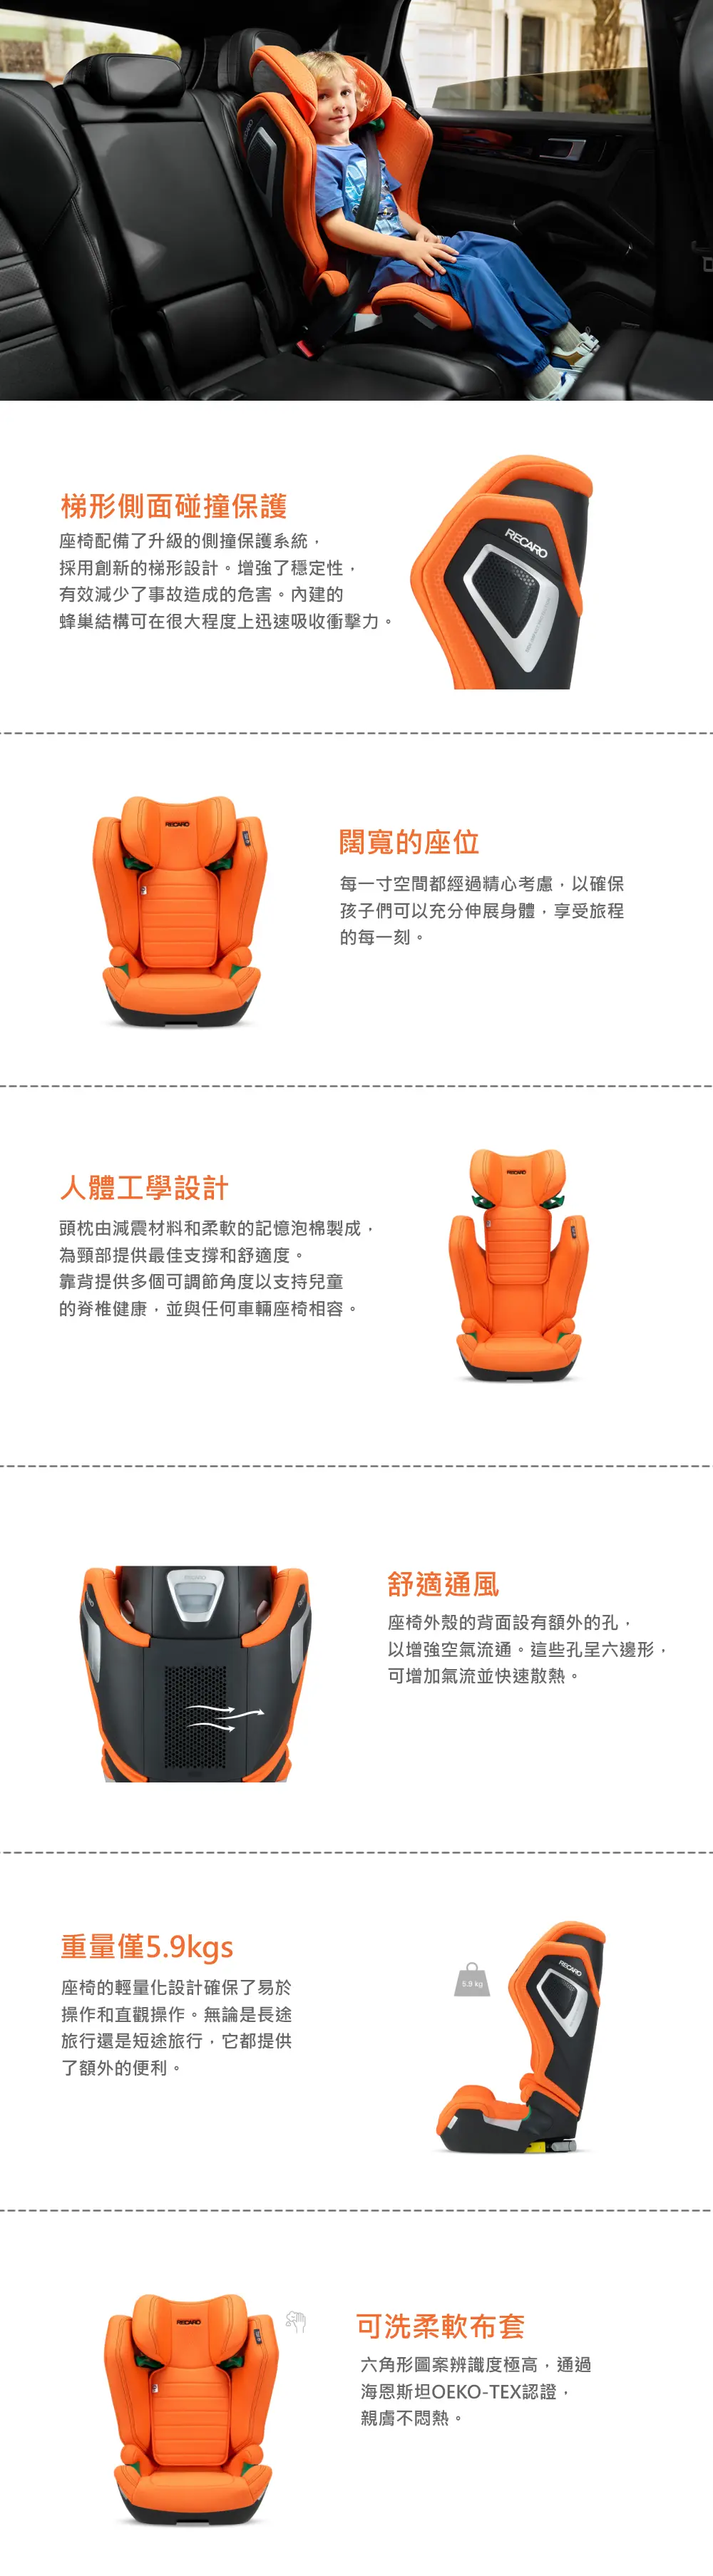 梯形側面碰撞保護
座椅配備了升級的側撞保護系統，
採用創新的梯形設計。增強了穩定性，
有效減少了事故造成的危害。內建的
蜂巢結構可在很大程度上迅速吸收衝擊力。
RECARO
RECARO
闊寬的座位
每一寸空間都經過精心考慮，以確保
孩子們可以充分伸展身體，享受旅程
的每一刻。
人體工學設計
頭枕由減震材料和柔軟的記憶泡棉製成，
為頸部提供最佳支撐和舒適度。
靠背提供多個可調節角度以支持兒童
的脊椎健康，並與任何車輛座椅相容。
RECARO
舒適通風
座椅外殼的背面設有額外的孔，
以增強空氣流通。這些孔呈六邊形，
可增加氣流並快速散熱。
重量僅5.9kgs
座椅的輕量化設計確保了易於
操作和直觀操作。無論是長途
旅行還是短途旅行，它都提供
了額外的便利。
5.9 kg
RECARO
RECARO
可洗柔軟布套
六角形圖案辨識度極高，通過
海恩斯坦OEKO-TEX認證，
親膚不悶熱。